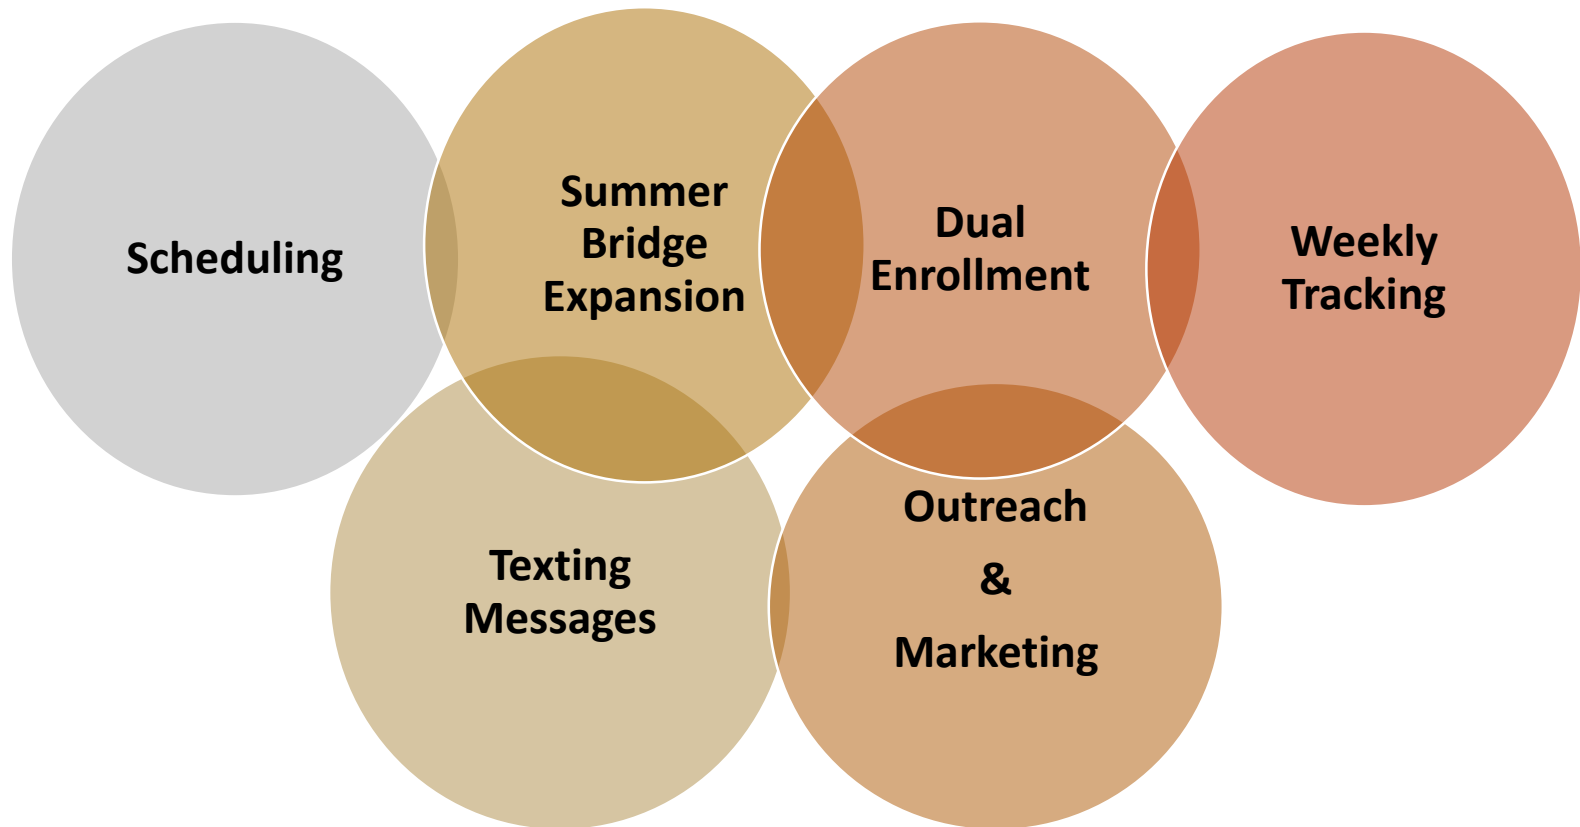 Scheduling
Summer
Bridge
Expansion
Dual
Enrollment
Weekly
Tracking
Texting
Messages
Outreach
&
Marketing